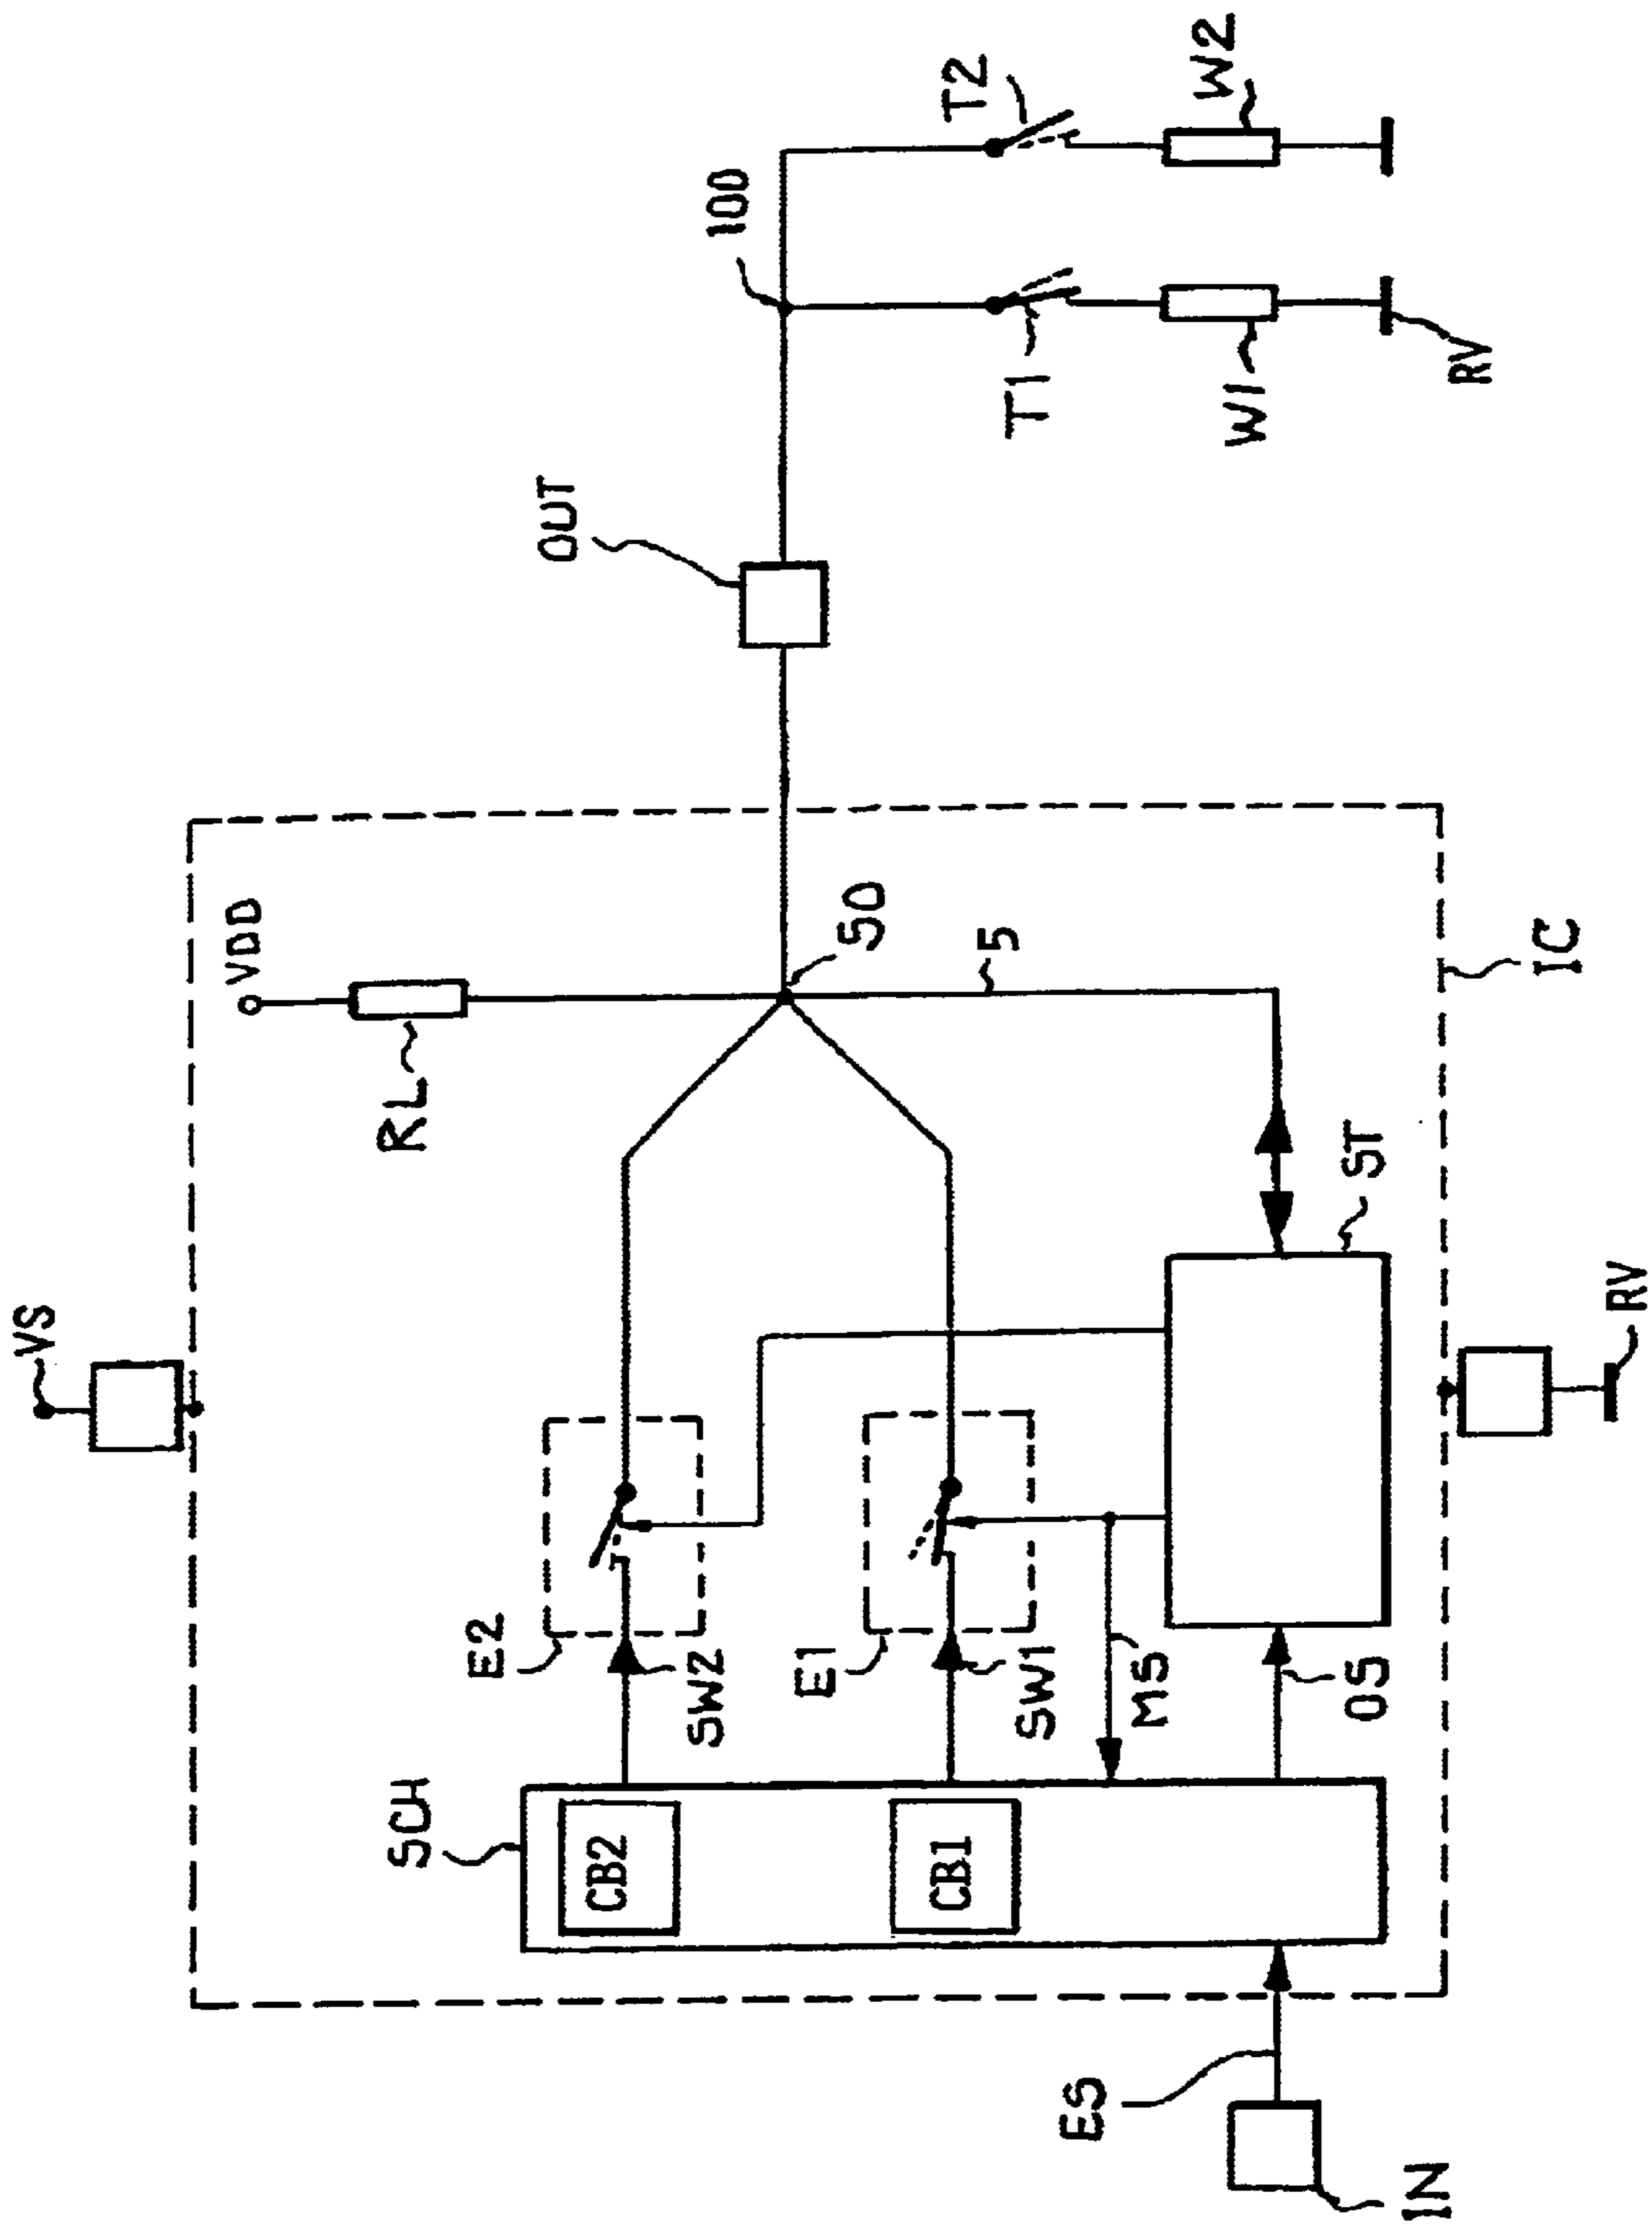 VS
VDD
RL
SCH
CB2
E2
SW2
50
OUT
100
T2
CB1
E1
SW1
5
T1
W2
W1
MS
OS
ST
RV
ES
IN
IC
RV